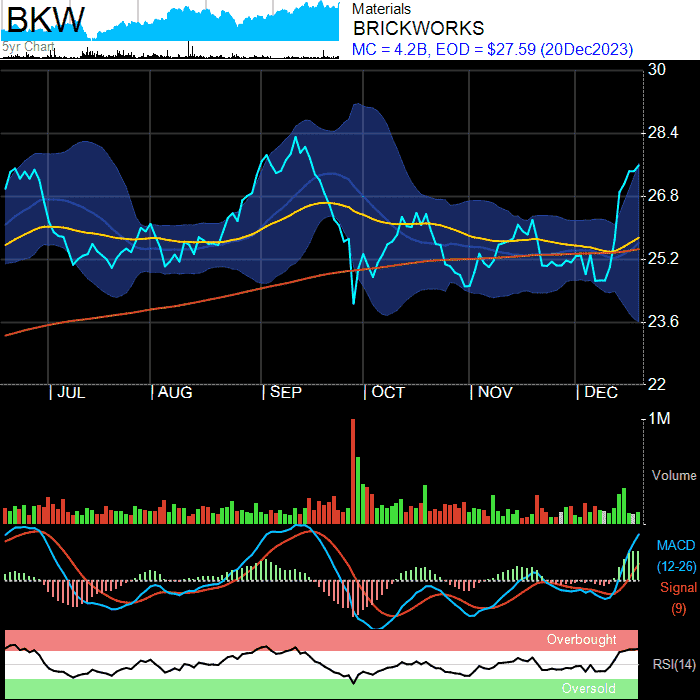 BKW
5yr Chart
Materials
BRICKWORKS
MC = 4.2B, EOD = $27.59 (20Dec2023)
30
28.4
26.8
25.2
23.6
22
JUL
AUG
SEP
OCT
NOV
DEC
1M
Volume
MACD
(12-26)
Signal
(9)
Overbought
RSI(14)
Oversold